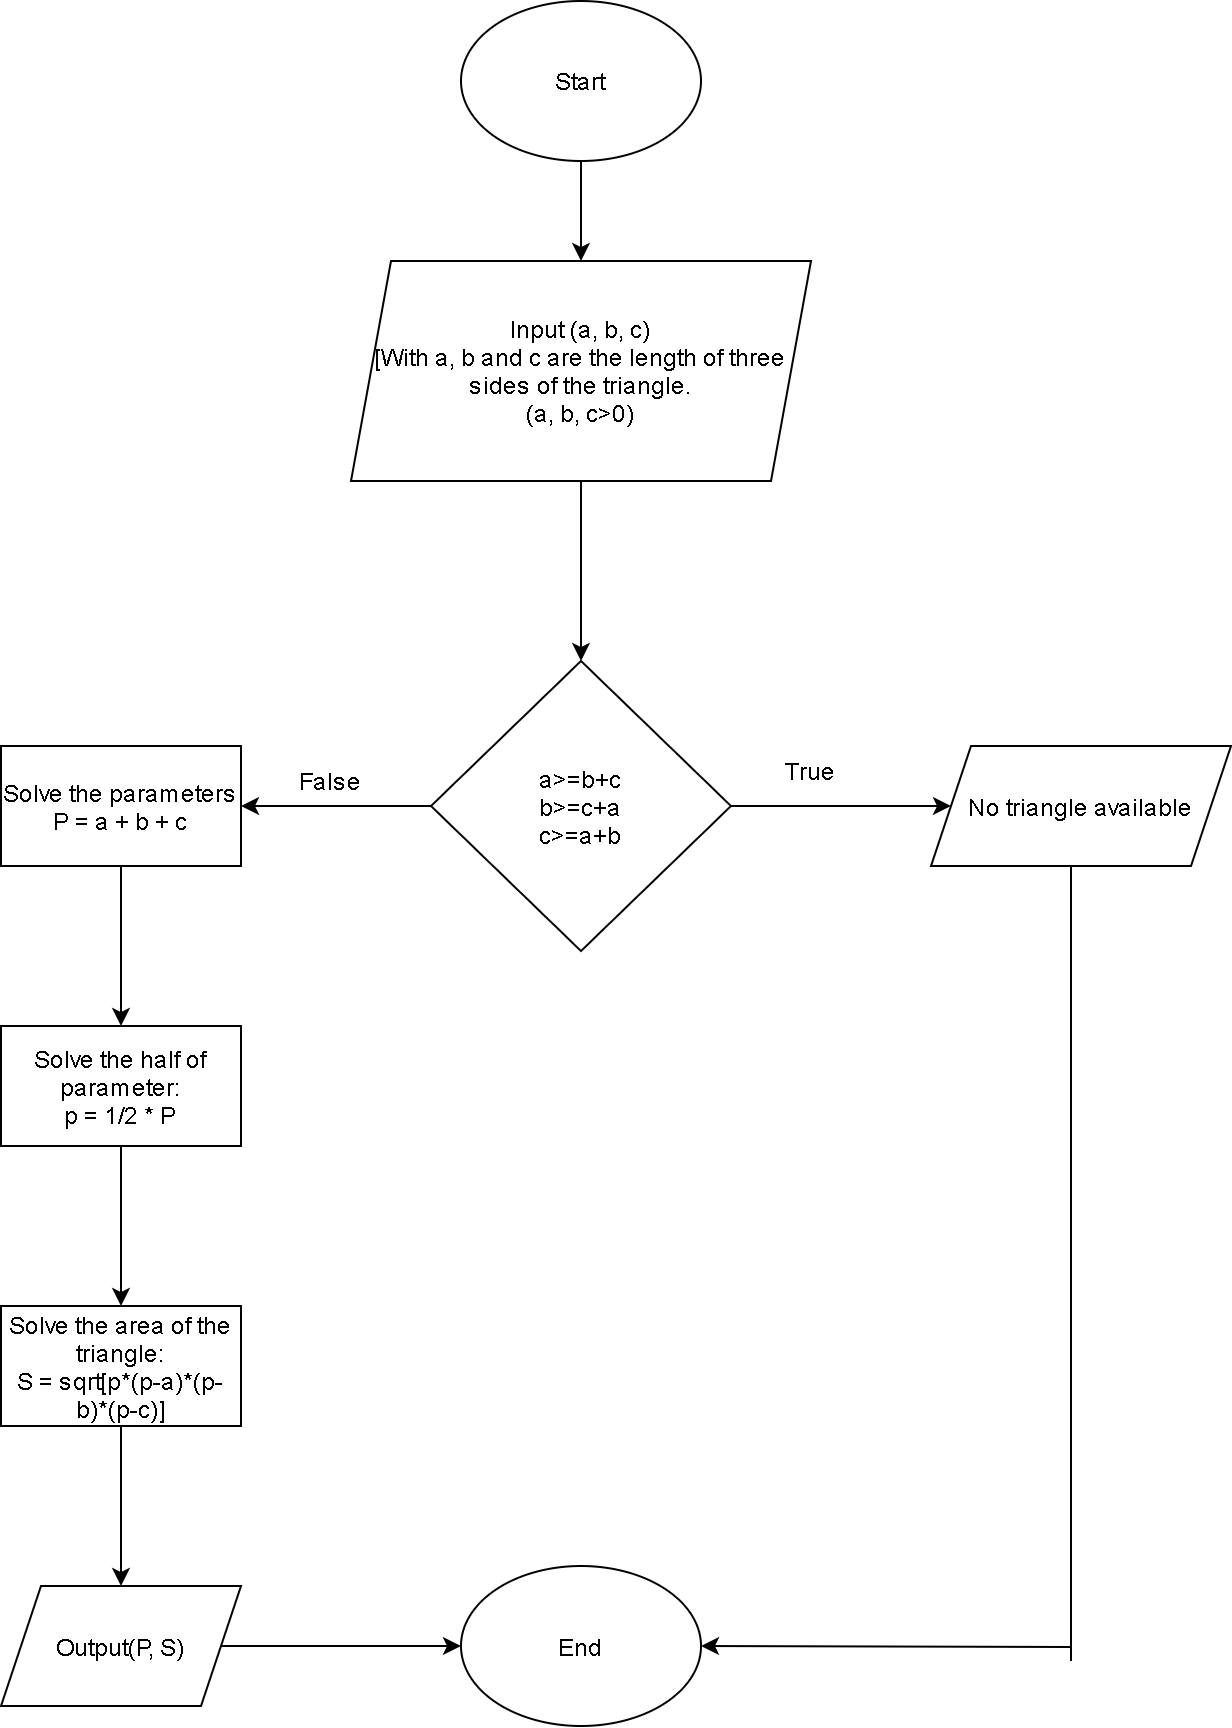 Start
Input (a, b, c)
[With a, b and c are the length of three
sides of the triangle.
(a, b, c>0)
a>=b+c
b>=c+a
c>=a+b
False
True
Solve the parameters
P = a + b + c
No triangle available
Solve the half of
parameter:
p = 1/2 * P
Solve the area of the
triangle:
S = sqrt[p*(p-a)*(p-
b)*(p-c)]
Output(P, S)
End